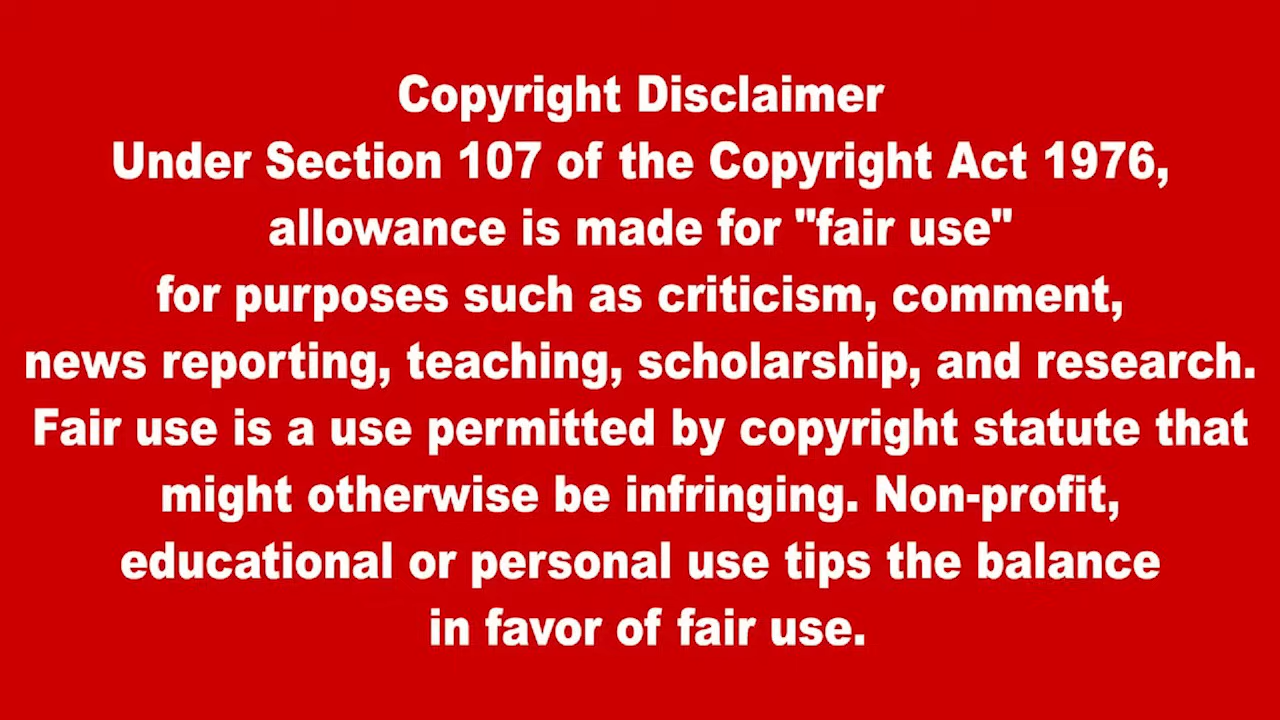 Copyright Disclaimer
Under Section 107 of the Copyright Act 1976,
allowance is made for "fair use"
for purposes such as criticism, comment,
news reporting, teaching, scholarship, and research.
Fair use is a use permitted by copyright statute that
might otherwise be infringing. Non-profit,
educational or personal use tips the balance
in favor of fair use.